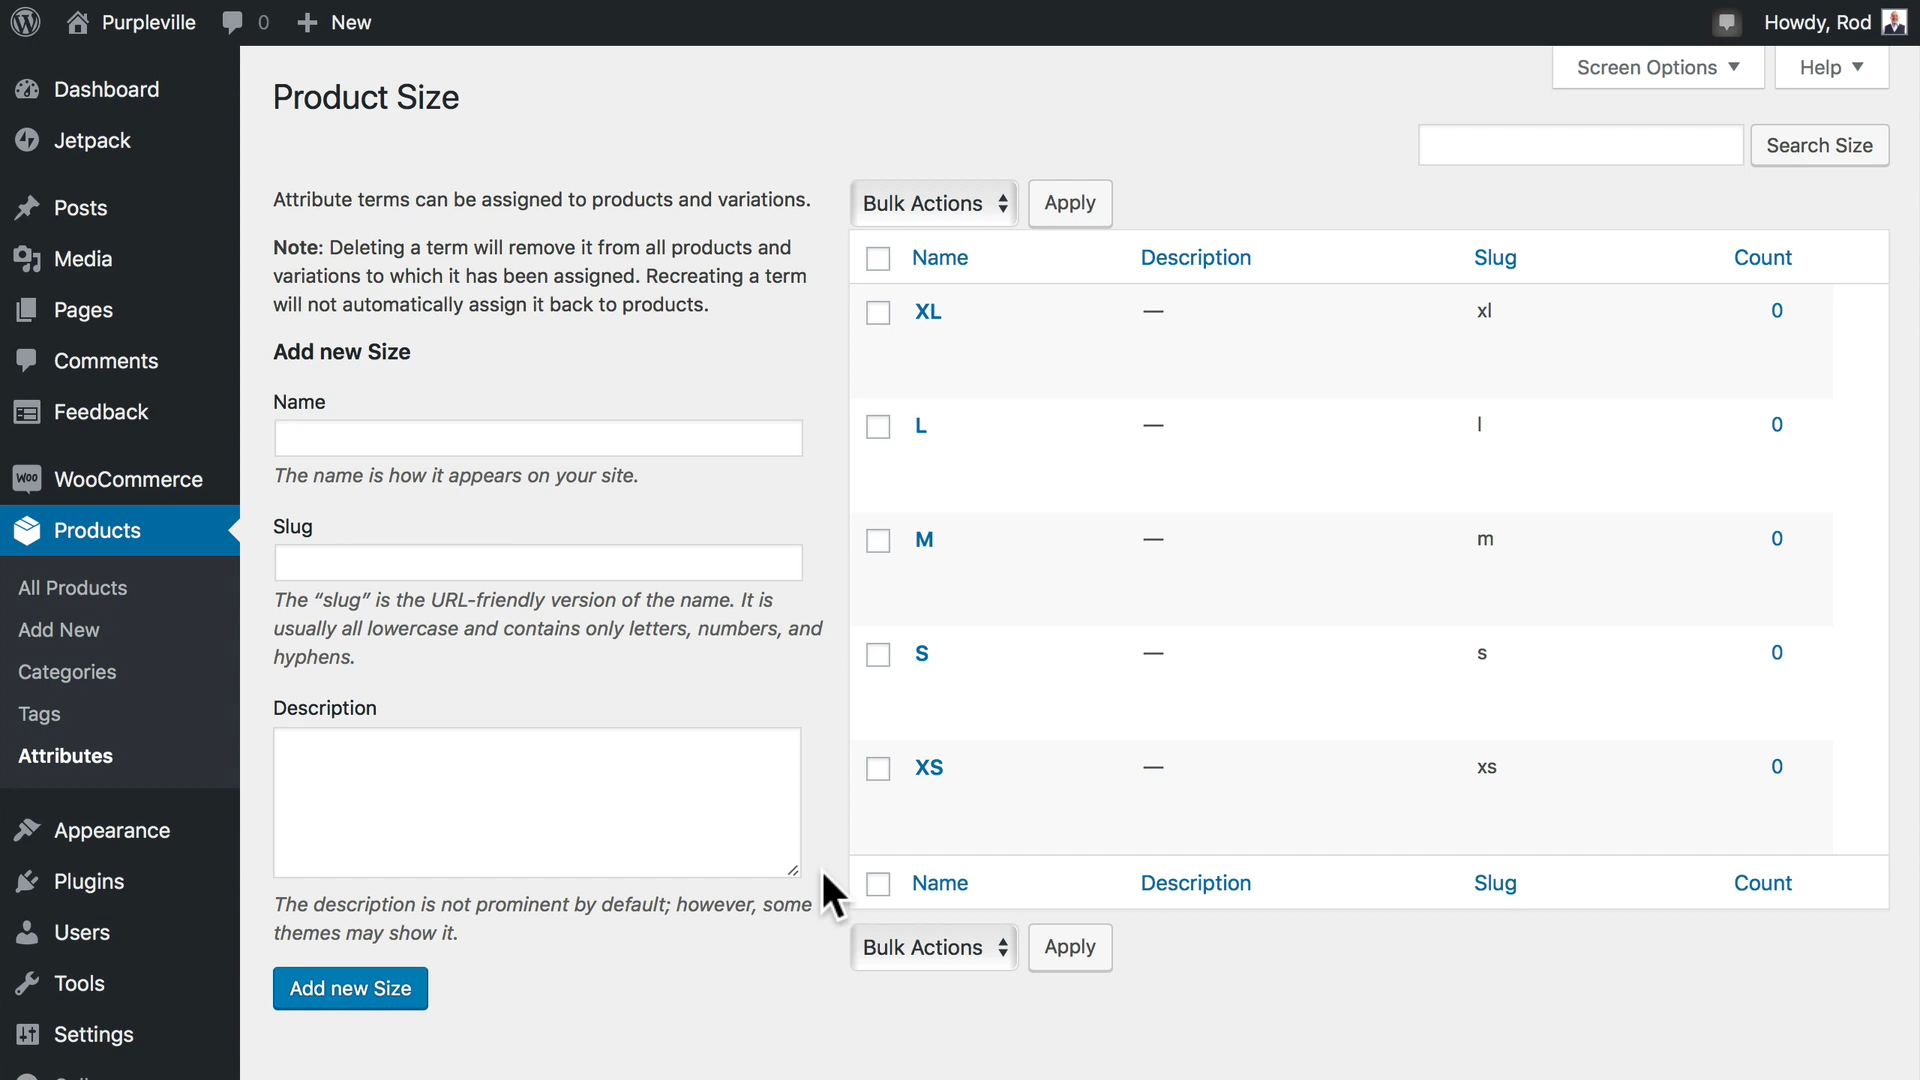 Purpleville
0
New
Howdy, Rod
Dashboard
Jetpack
Posts
Media
Pages
Comments
Feedback
WOO
WooCommerce
Products
All Products
Add New
Categories
Tags
Attributes
Appearance
Plugins
Users
Tools
Settings
Screen Options
Help
Product Size
Search Size
Attribute terms can be assigned to products and variations.
Note: Deleting a term will remove it from all products and
variations to which it has been assigned. Recreating a term
will not automatically assign it back to products.
Add new Size
Name
The name is how it appears on your site.
Slug
The “slug” is the URL-friendly version of the name. It is
usually all lowercase and contains only letters, numbers, and
hyphens.
Description
The description is not prominent by default; however, some
themes may show it.
Add new Size
Bulk Actions Apply
Name Description Slug Count
XL — xl 0
L — l 0
M — m 0
S — s 0
XS — xs 0
Name Description Slug Count
Bulk Actions Apply